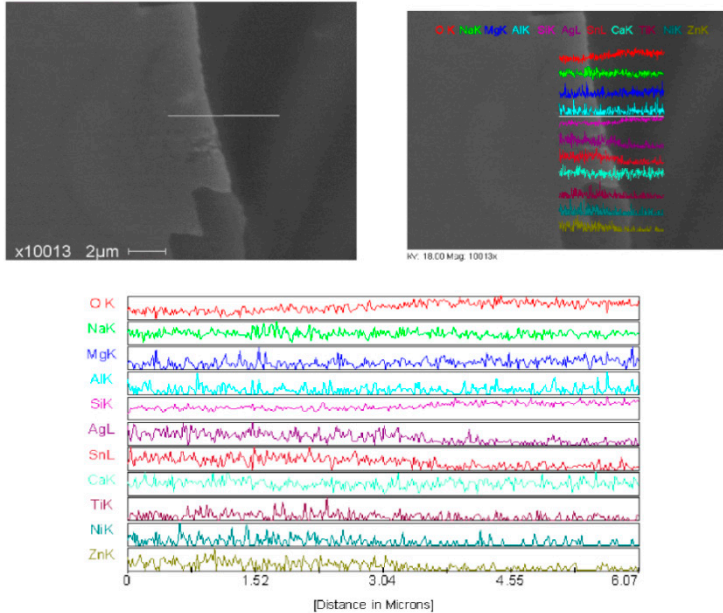 x10013 2µm
O K NaK MgK AlK SiK AgL SnL CaK TiK NiK ZnK
kV: 18.00 Mag: 10013x
O K
NaK
MgK
AlK
SiK
AgL
SnL
CaK
TiK
NiK
ZnK
0 1.52 3.04 4.55 6.07
[Distance in Microns]